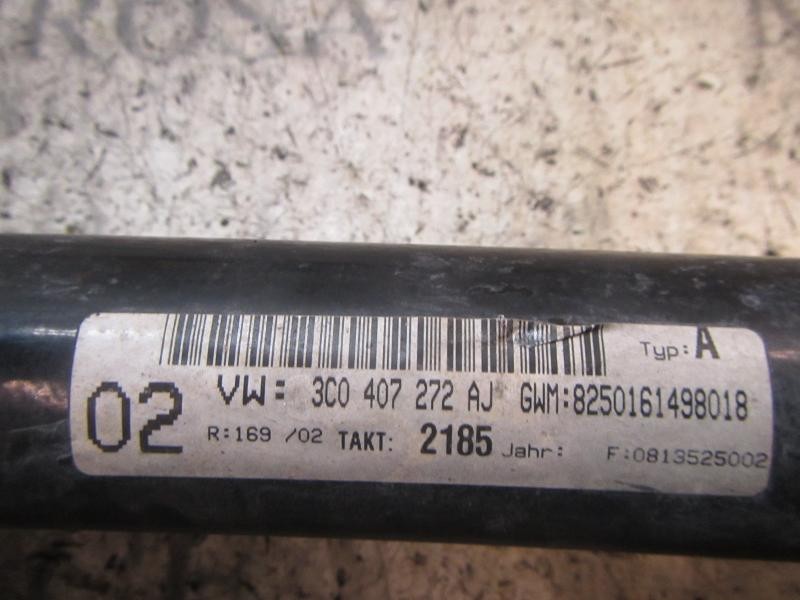 Typ: A
02
VW: 3C0 407 272 AJ GWM:8250161498018
R:169 /02 TAKT: 2185 Jahr: F:0813525002